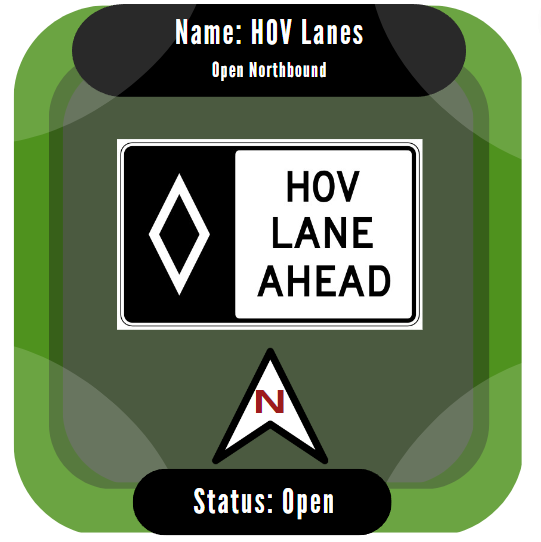 Name: HOV Lanes
Open Northbound
HOV
LANE
AHEAD
N
Status: Open